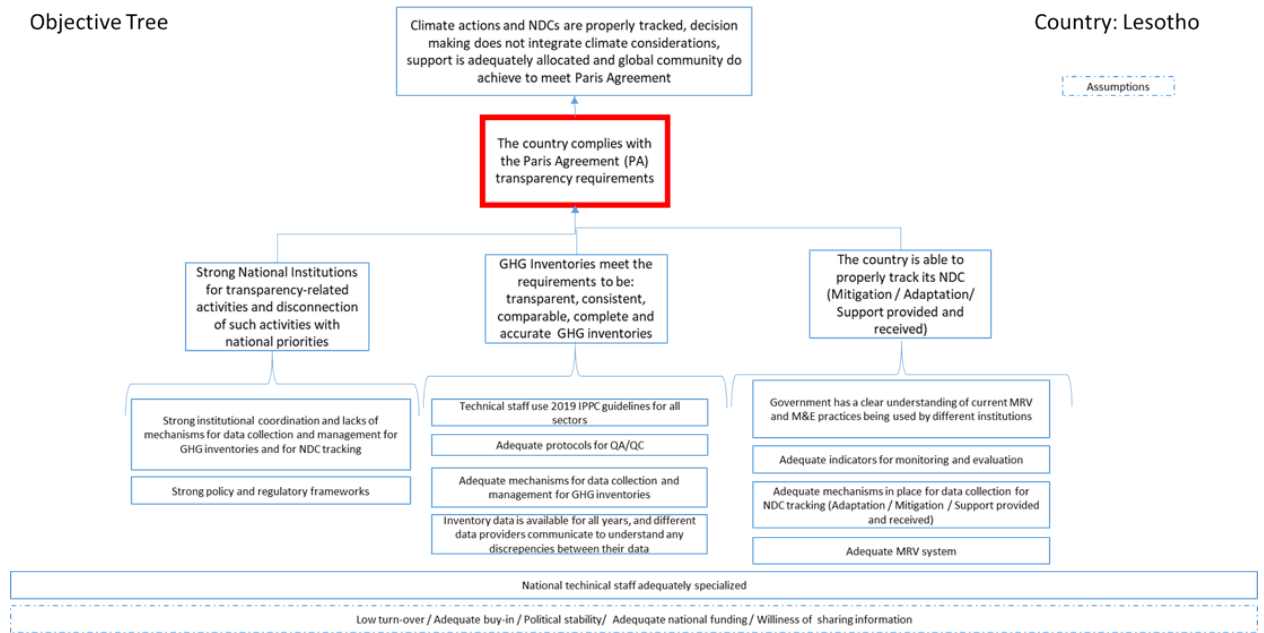 Objective Tree
Country: Lesotho
Climate actions and NDCs are properly tracked, decision
making does not integrate climate considerations,
support is adequately allocated and global community do
achieve to meet Paris Agreement
Assumptions
The country complies with
the Paris Agreement (PA)
transparency requirements
Strong National Institutions
for transparency-related
activities and disconnection
of such activities with
national priorities
GHG Inventories meet the
requirements to be:
transparent, consistent,
comparable, complete and
accurate GHG inventories
The country is able to
properly track its NDC
(Mitigation / Adaptation/
Support provided and
received)
Strong institutional coordination and lacks of
mechanisms for data collection and management for
GHG inventories and for NDC tracking
Strong policy and regulatory frameworks
Technical staff use 2019 IPPC guidelines for all
sectors
Adequate protocols for QA/QC
Adequate mechanisms for data collection and
management for GHG inventories
Inventory data is available for all years, and different
data providers communicate to understand any
discrepencies between their data
Government has a clear understanding of current MRV
and M&E practices being used by different institutions
Adequate indicators for monitoring and evaluation
Adequate mechanisms in place for data collection for
NDC tracking (Adaptation / Mitigation / Support provided
and received)
Adequate MRV system
National techinical staff adequately specialized
Low turn-over / Adequate buy-in / Political stability/ Adequqate national funding / Williness of sharing information